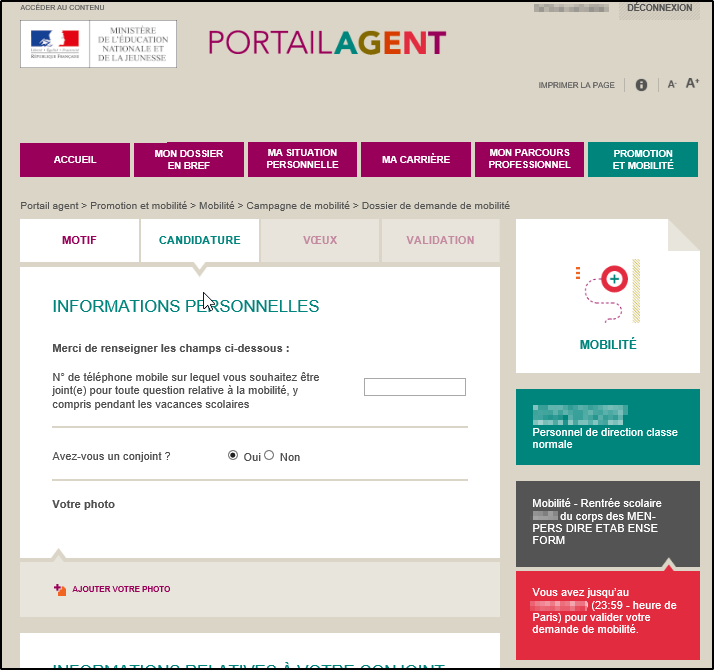 ACCÉDER AU CONTENU
DÉCONNEXION
MINISTÈRE
DE L'ÉDUCATION
NATIONALE ET
DE LA JEUNESSE
Liberté • Égalité • Fraternité
RÉPUBLIQUE FRANÇAISE
PORTAILAGENT
IMPRIMER LA PAGE
A-
A+
ACCUEIL
MON DOSSIER
EN BREF
MA SITUATION
PERSONNELLE
MA CARRIÈRE
MON PARCOURS
PROFESSIONNEL
PROMOTION
ET MOBILITÉ
Portail agent > Promotion et mobilité > Mobilité > Campagne de mobilité > Dossier de demande de mobilité
MOTIF
CANDIDATURE
VŒUX
VALIDATION
INFORMATIONS PERSONNELLES
Merci de renseigner les champs ci-dessous :
N° de téléphone mobile sur lequel vous souhaitez être
joint(e) pour toute question relative à la mobilité, y
compris pendant les vacances scolaires
Avez-vous un conjoint ?
Oui
Non
Votre photo
AJOUTER VOTRE PHOTO
INFORMATIONS RELATIVES À VOTRE CONJOINT
MOBILITÉ
Personnel de direction classe
normale
Mobilité - Rentrée scolaire
du corps des MEN-
PERS DIRE ETAB ENSE
FORM
Vous avez jusqu'au
(23:59 - heure de
Paris) pour valider votre
demande de mobilité.